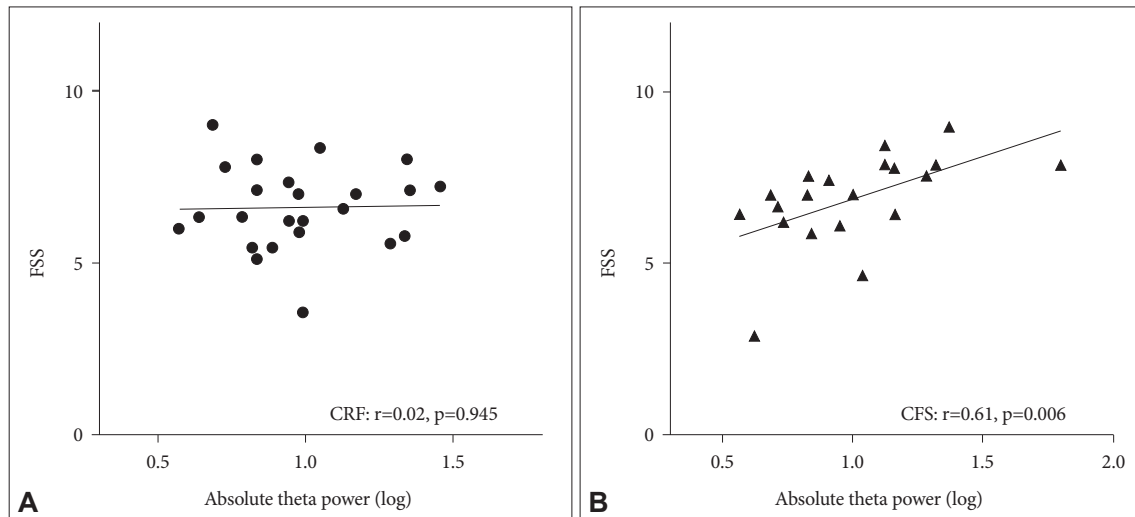 10
FSS
5
CRF: r=0.02, p=0.945
0
0.5 1.0 1.5
A Absolute theta power (log)
10
FSS
5
CFS: r=0.61, p=0.006
0
0.5 1.0 1.5 2.0
B Absolute theta power (log)